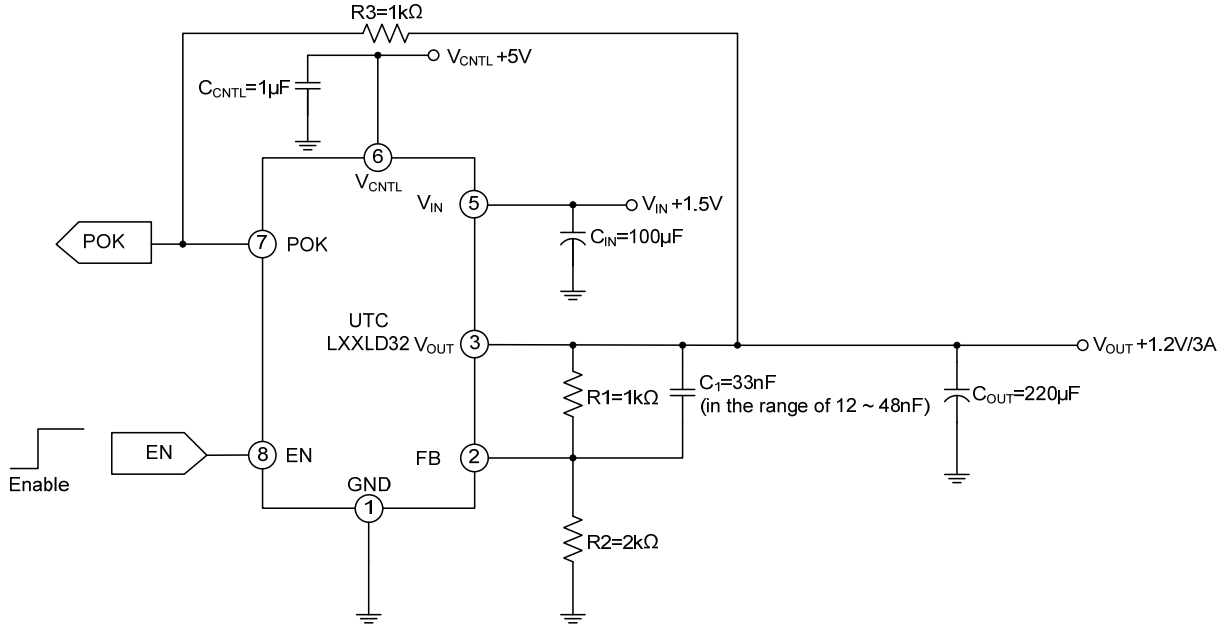 R3=1kΩ
VCNTL +5V
CCNTL=1µF
6
VCNTL
VIN
5
VIN +1.5V
CIN=100µF
POK
7
POK
UTC
LXXLD32
VOUT
3
VOUT +1.2V/3A
R1=1kΩ
C1=33nF
(in the range of 12 ~ 48nF)
COUT=220µF
Enable
EN
8
EN
FB
2
GND
1
R2=2kΩ